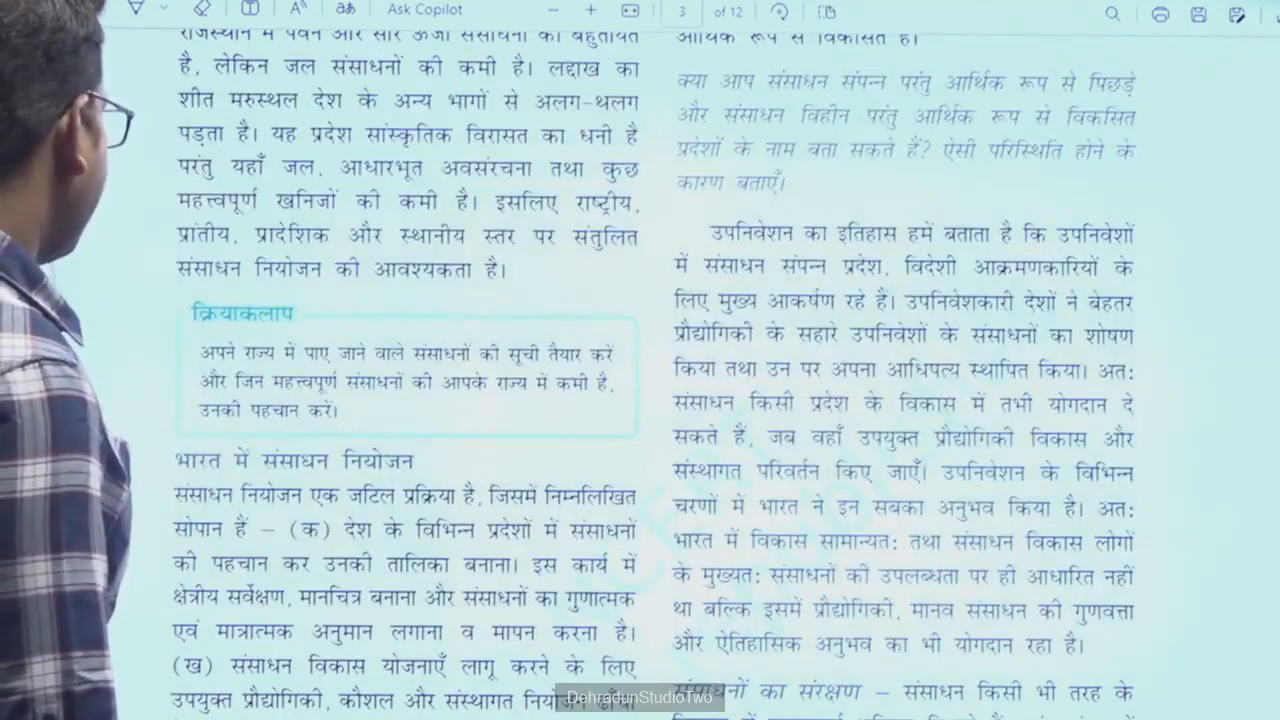 Ask Copilot
3 of 12
है, लेकिन जल संसाधनों की कमी है। लद्दाख का
शीत मरुस्थल देश के अन्य भागों से अलग-थलग
पड़ता है। यह प्रदेश सांस्कृतिक विरासत का धनी है
परंतु यहाँ जल, आधारभूत अवसंरचना तथा कुछ
महत्त्वपूर्ण खनिजों की कमी है। इसलिए राष्ट्रीय,
प्रांतीय, प्रादेशिक और स्थानीय स्तर पर संतुलित
संसाधन नियोजन की आवश्यकता है।
क्रियाकलाप
अपने राज्य में पाए जाने वाले संसाधनों की सूची तैयार करें
और जिन महत्त्वपूर्ण संसाधनों की आपके राज्य में कमी है,
उनकी पहचान करें।
भारत में संसाधन नियोजन
संसाधन नियोजन एक जटिल प्रक्रिया है, जिसमें निम्नलिखित
सोपान हैं – (क) देश के विभिन्न प्रदेशों में संसाधनों
की पहचान कर उनकी तालिका बनाना। इस कार्य में
क्षेत्रीय सर्वेक्षण, मानचित्र बनाना और संसाधनों का गुणात्मक
एवं मात्रात्मक अनुमान लगाना व मापन करना है।
(ख) संसाधन विकास योजनाएँ लागू करने के लिए
उपयुक्त प्रौद्योगिकी, कौशल और संस्थागत नियोजन ढाँचा
आर्थिक रूप से विकसित हैं।
क्या आप संसाधन संपन्न परंतु आर्थिक रूप से पिछड़े
और संसाधन विहीन परंतु आर्थिक रूप से विकसित
प्रदेशों के नाम बता सकते हैं? ऐसी परिस्थिति होने के
कारण बताएँ।
उपनिवेशन का इतिहास हमें बताता है कि उपनिवेशों
में संसाधन संपन्न प्रदेश, विदेशी आक्रमणकारियों के
लिए मुख्य आकर्षण रहे हैं। उपनिवेशकारी देशों ने बेहतर
प्रौद्योगिकी के सहारे उपनिवेशों के संसाधनों का शोषण
किया तथा उन पर अपना आधिपत्य स्थापित किया। अत:
संसाधन किसी प्रदेश के विकास में तभी योगदान दे
सकते हैं, जब वहाँ उपयुक्त प्रौद्योगिकी विकास और
संस्थागत परिवर्तन किए जाएँ। उपनिवेशन के विभिन्न
चरणों में भारत ने इन सबका अनुभव किया है। अत:
भारत में विकास सामान्यत: तथा संसाधन विकास लोगों
के मुख्यत: संसाधनों की उपलब्धता पर ही आधारित नहीं
था बल्कि इसमें प्रौद्योगिकी, मानव संसाधन की गुणवत्ता
और ऐतिहासिक अनुभव का भी योगदान रहा है।
संसाधनों का संरक्षण – संसाधन किसी भी तरह के
DehradunStudioTwo